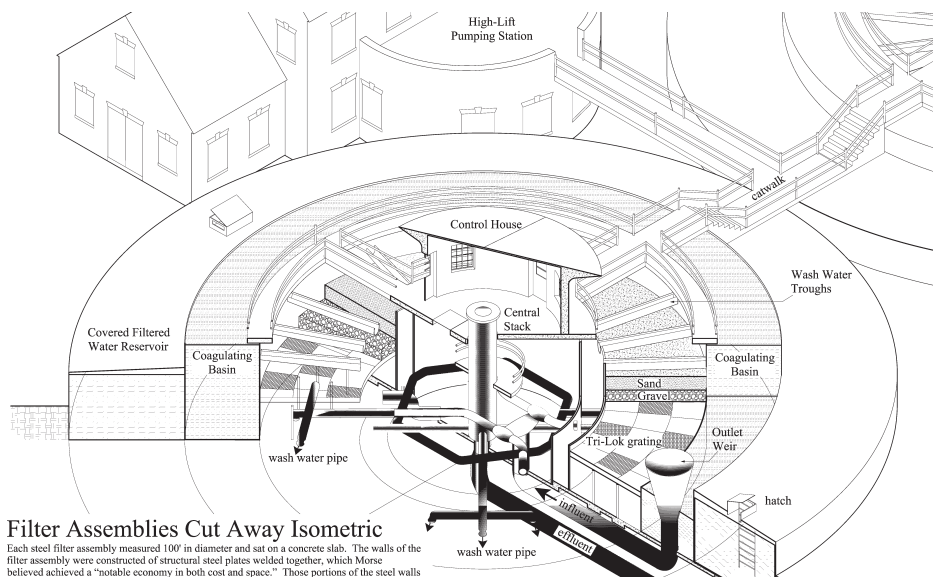 High-Lift
Pumping Station
catwalk
Control House
Wash Water
Troughs
Central
Stack
Covered Filtered
Water Reservoir
Coagulating
Basin
Coagulating
Basin
Sand
Gravel
Tri-Lok grating
Outlet
Weir
wash water pipe
hatch
influent
effluent
wash water pipe
Filter Assemblies Cut Away Isometric
Each steel filter assembly measured 100' in diameter and sat on a concrete slab. The walls of the
filter assembly were constructed of structural steel plates welded together, which Morse
believed achieved a “notable economy in both cost and space.” Those portions of the steel walls